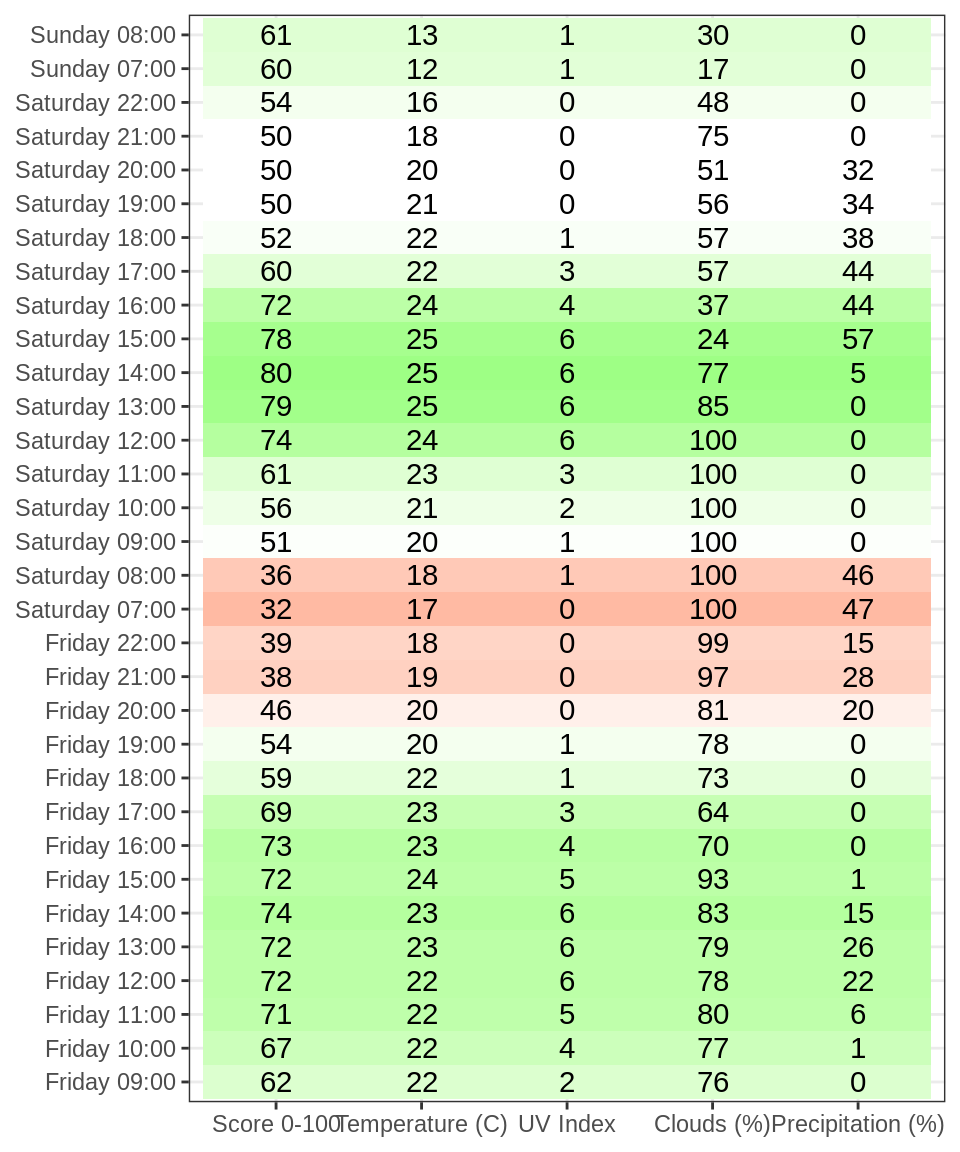 Sunday 08:00 61 13 1 30 0
Sunday 07:00 60 12 1 17 0
Saturday 22:00 54 16 0 48 0
Saturday 21:00 50 18 0 75 0
Saturday 20:00 50 20 0 51 32
Saturday 19:00 50 21 0 56 34
Saturday 18:00 52 22 1 57 38
Saturday 17:00 60 22 3 57 44
Saturday 16:00 72 24 4 37 44
Saturday 15:00 78 25 6 24 57
Saturday 14:00 80 25 6 77 5
Saturday 13:00 79 25 6 85 0
Saturday 12:00 74 24 6 100 0
Saturday 11:00 61 23 3 100 0
Saturday 10:00 56 21 2 100 0
Saturday 09:00 51 20 1 100 0
Saturday 08:00 36 18 1 100 46
Saturday 07:00 32 17 0 100 47
Friday 22:00 39 18 0 99 15
Friday 21:00 38 19 0 97 28
Friday 20:00 46 20 0 81 20
Friday 19:00 54 20 1 78 0
Friday 18:00 59 22 1 73 0
Friday 17:00 69 23 3 64 0
Friday 16:00 73 23 4 70 0
Friday 15:00 72 24 5 93 1
Friday 14:00 74 23 6 83 15
Friday 13:00 72 23 6 79 26
Friday 12:00 72 22 6 78 22
Friday 11:00 71 22 5 80 6
Friday 10:00 67 22 4 77 1
Friday 09:00 62 22 2 76 0
Score 0-100 Temperature (C) UV Index Clouds (%) Precipitation (%)